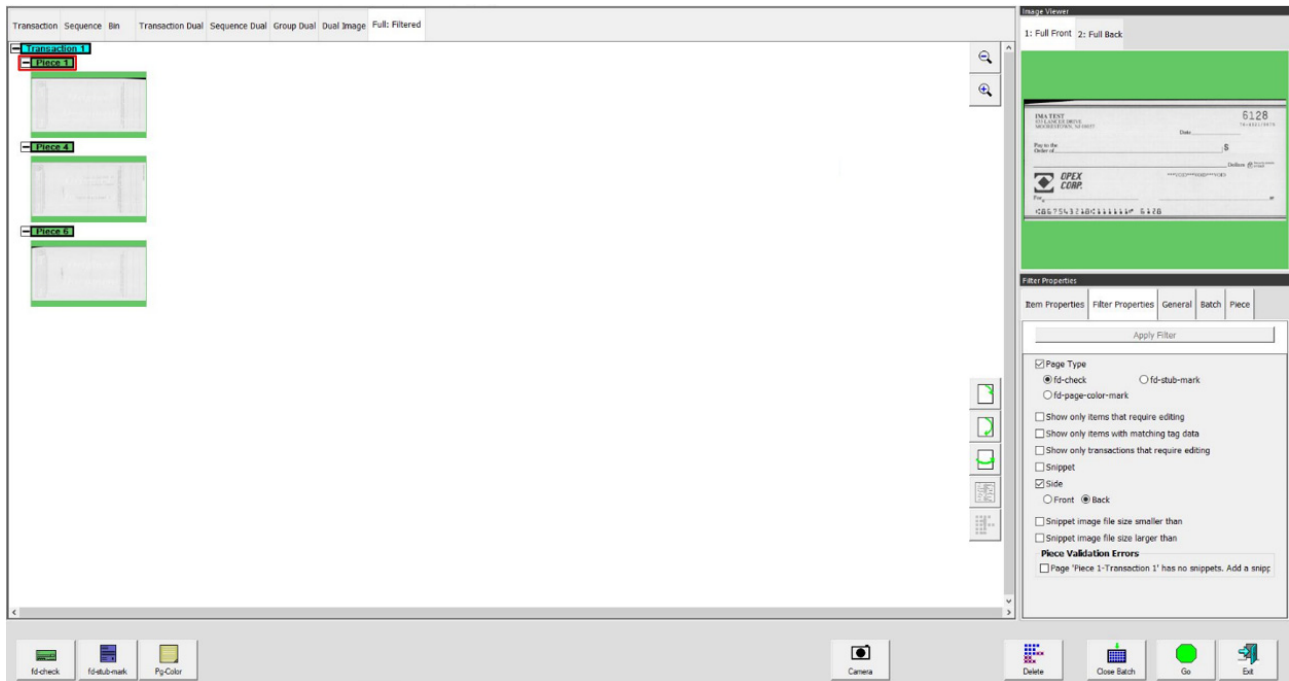 Transaction Sequence Bin Transaction Dual Sequence Dual Group Dual Dual Image Full: Filtered
Transaction 1
Piece 1
Piece 4
Piece 6
Image Viewer
1: Full Front 2: Full Back
IMA TEST
6128
Date
Pay to the
Order of
$
Dollars
OPEX
CORP.
***VOID***VOID***VOID
For
6128
Filter Properties
Item Properties Filter Properties General Batch Piece
Apply Filter
Page Type
fd-check fd-stub-mark
fd-page-color-mark
Show only items that require editing
Show only items with matching tag data
Show only transactions that require editing
Snippet
Side
Front Back
Snippet image file size smaller than
Snippet image file size larger than
Piece Validation Errors
Page 'Piece 1-Transaction 1' has no snippets. Add a snipp
fd-check fd-stub-mark Pg-Color Camera Delete Close Batch Go Exit